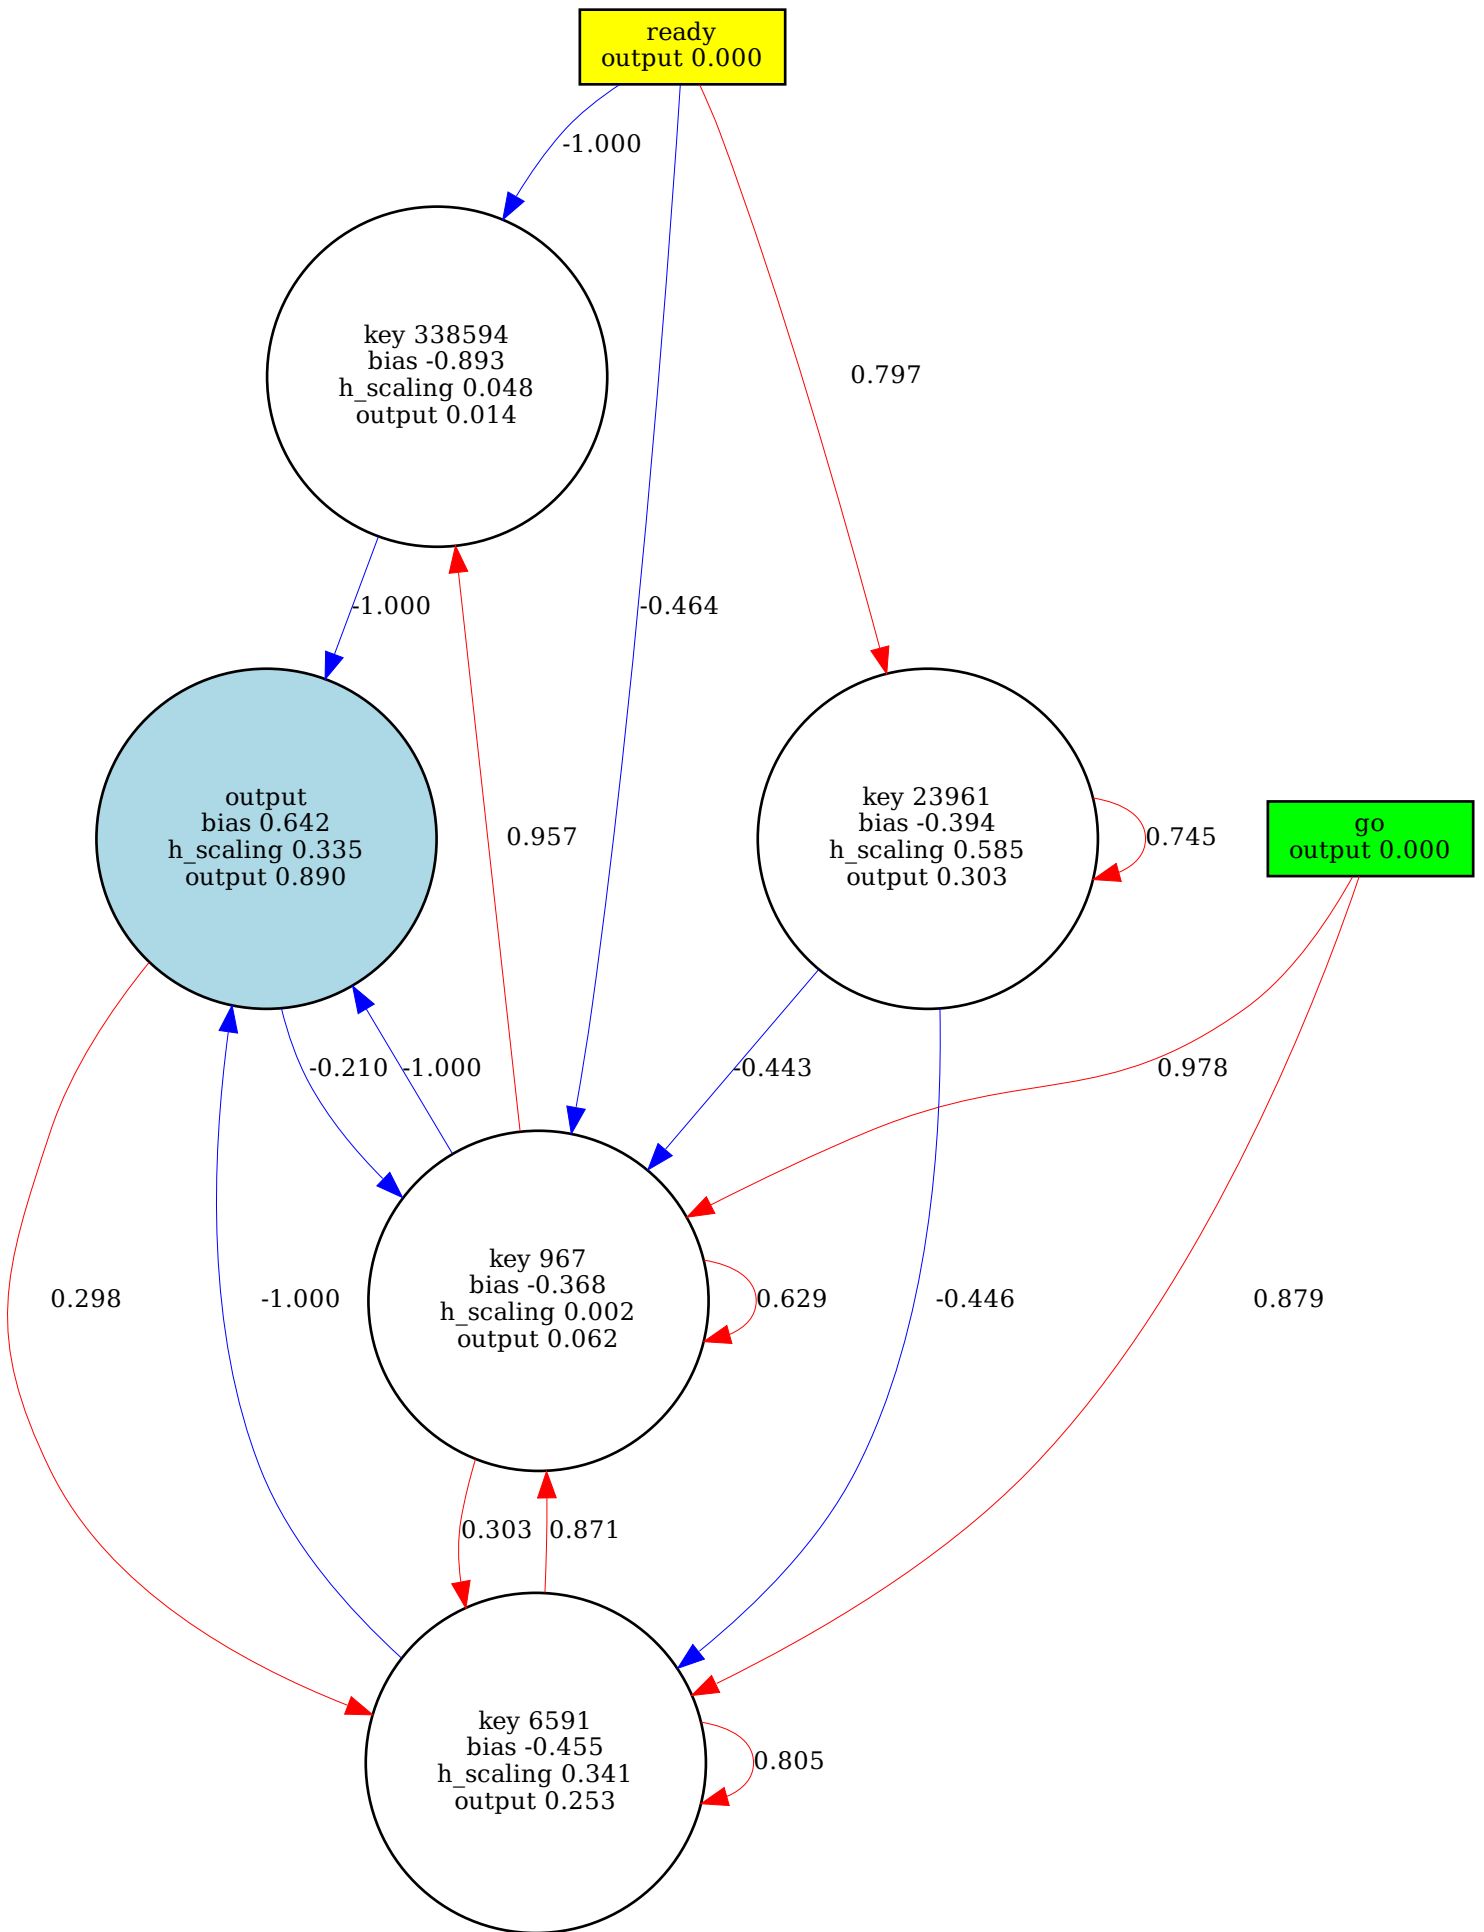 ready
output 0.000
-1.000
key 338594
bias -0.893
h_scaling 0.048
output 0.014
0.797
-1.000
-0.464
output
bias 0.642
h_scaling 0.335
output 0.890
0.957
key 23961
bias -0.394
h_scaling 0.585
output 0.303
0.745
go
output 0.000
-0.210
-1.000
-0.443
0.978
0.298
-1.000
key 967
bias -0.368
h_scaling 0.002
output 0.062
0.629
-0.446
0.879
0.303
0.871
key 6591
bias -0.455
h_scaling 0.341
output 0.253
0.805